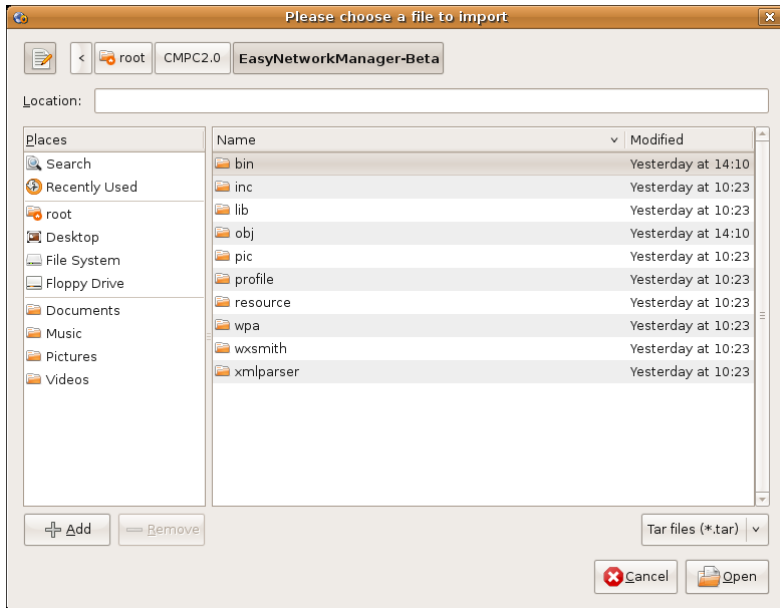 Please choose a file to import
< root CMPC2.0 EasyNetworkManager-Beta
Location:
Places
Search
Recently Used
root
Desktop
File System
Floppy Drive
Documents
Music
Pictures
Videos
Name Modified
bin Yesterday at 14:10
inc Yesterday at 10:23
lib Yesterday at 10:23
obj Yesterday at 14:10
pic Yesterday at 10:23
profile Yesterday at 10:23
resource Yesterday at 10:23
wpa Yesterday at 10:23
wxsmith Yesterday at 10:23
xmlparser Yesterday at 10:23
Add Remove Tar files (*.tar)
Cancel Open